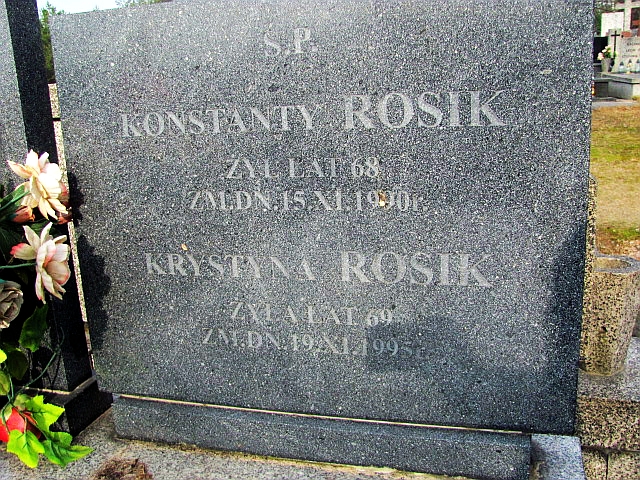 Ś.P.
KONSTANTY ROSIK
ŻYŁ LAT 68
ZM.DN.15.XI.1990r.
KRYSTYNA ROSIK
ŻYŁA LAT 69
ZM.DN.19.XI.1995r.